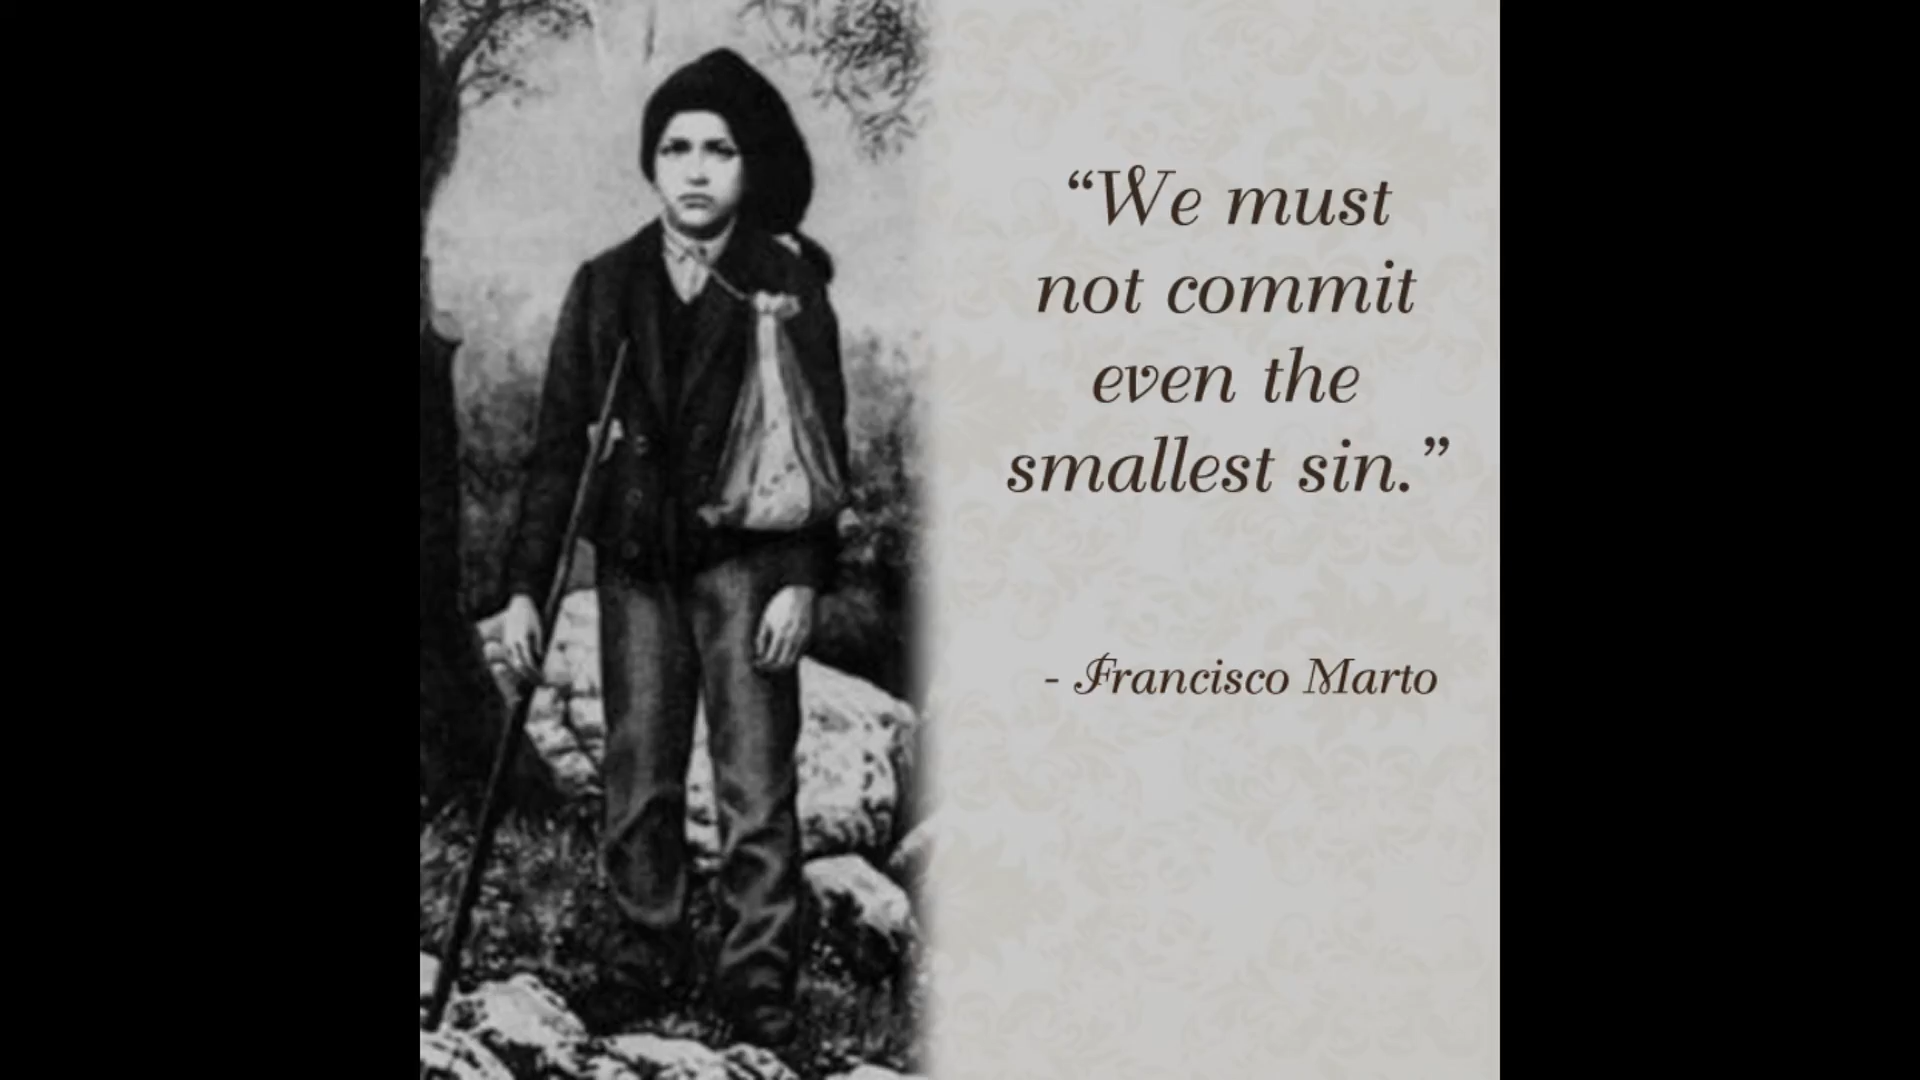 “We must
not commit
even the
smallest sin.”
- Francisco Marto